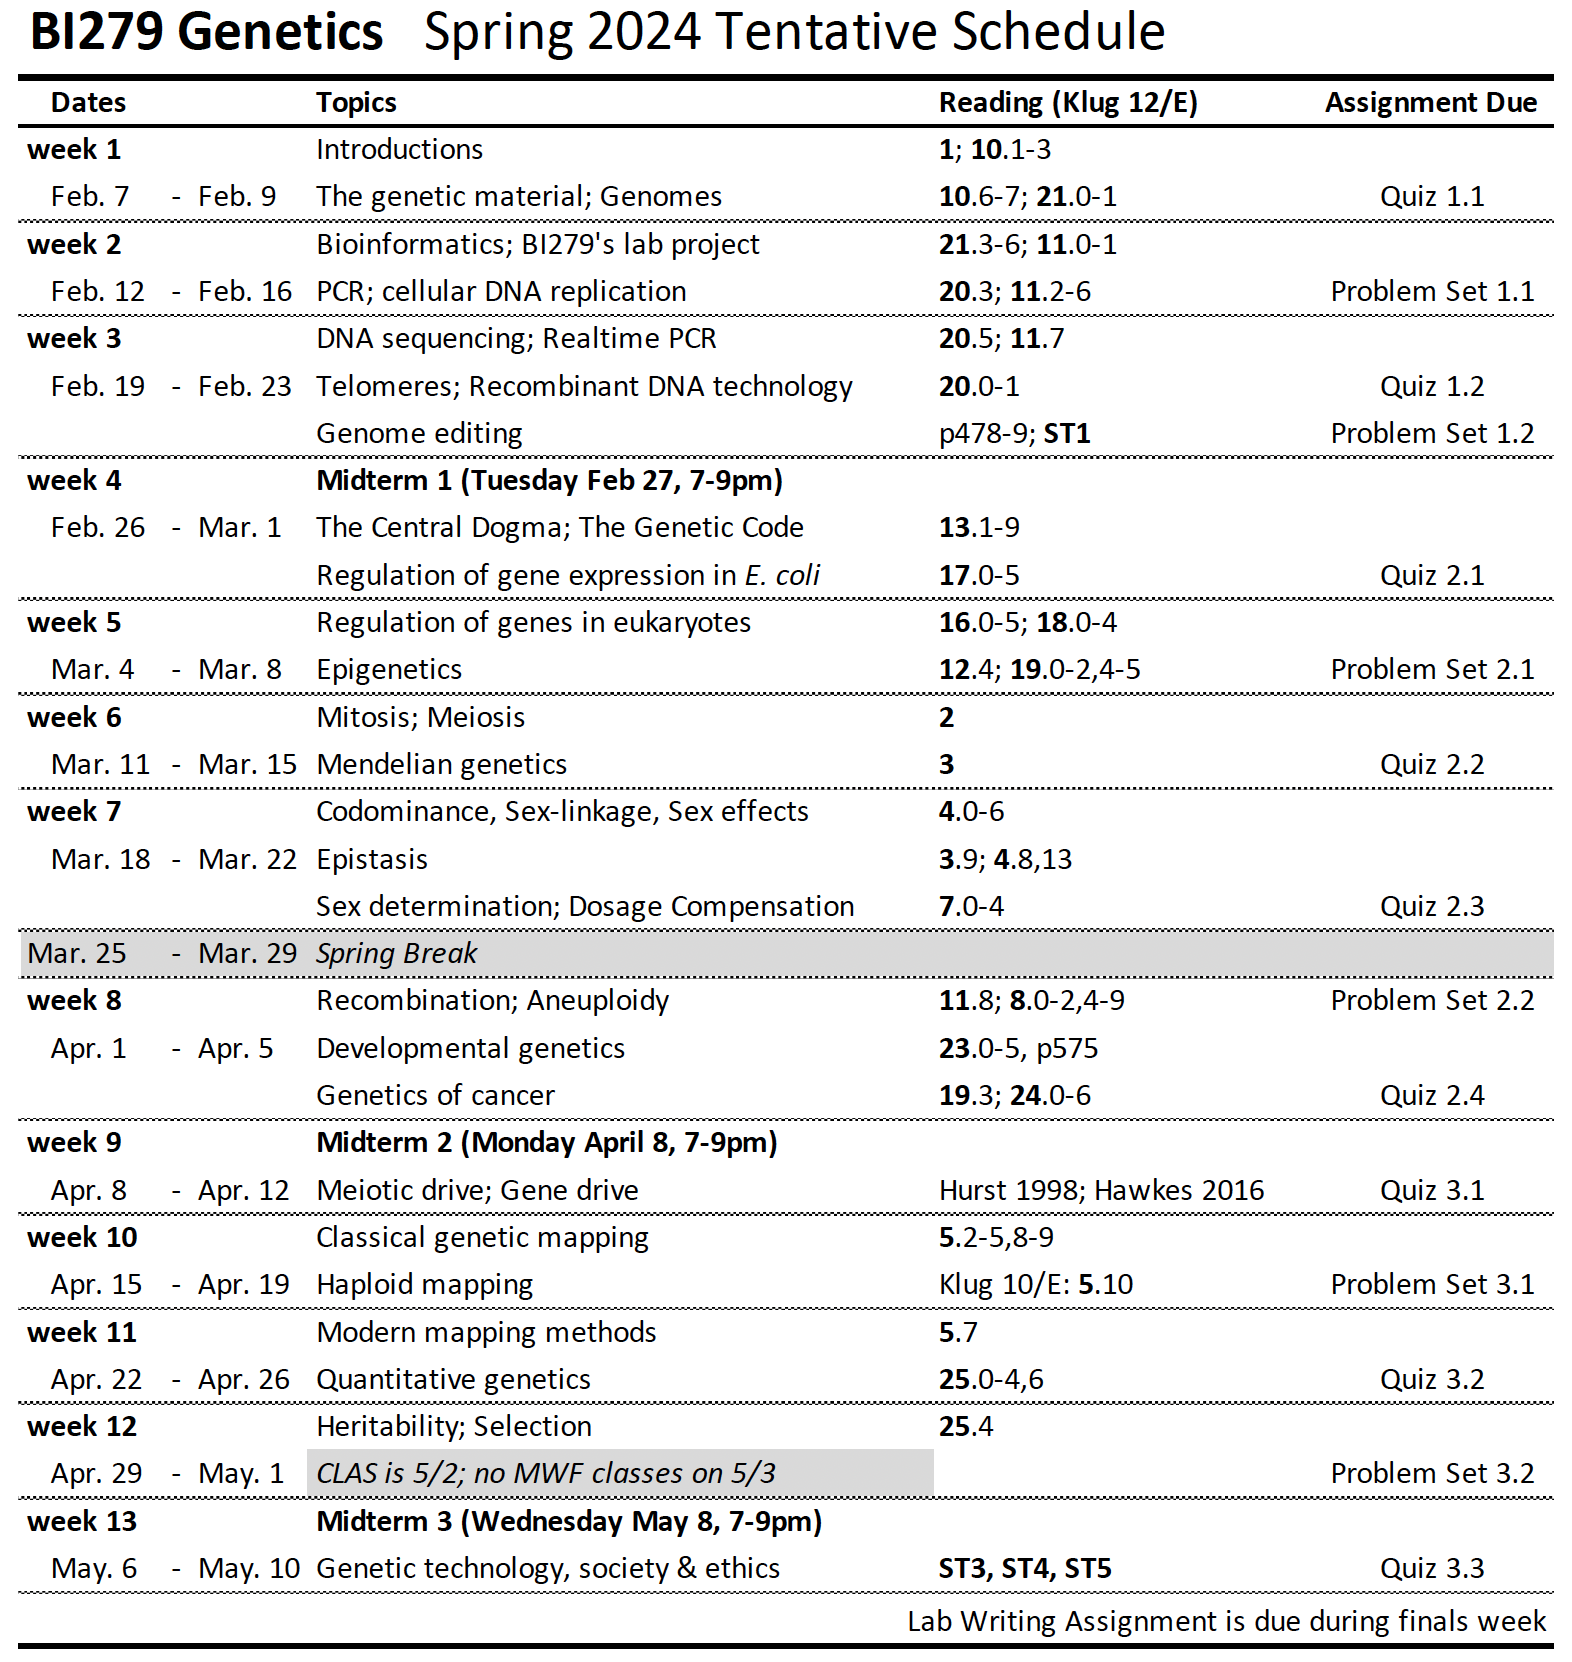 BI279 Genetics Spring 2024 Tentative Schedule
Dates Topics Reading (Klug 12/E) Assignment Due
week 1 Introductions 1; 10.1-3
Feb. 7 - Feb. 9 The genetic material; Genomes 10.6-7; 21.0-1 Quiz 1.1
week 2 Bioinformatics; BI279's lab project 21.3-6; 11.0-1
Feb. 12 - Feb. 16 PCR; cellular DNA replication 20.3; 11.2-6 Problem Set 1.1
week 3 DNA sequencing; Realtime PCR 20.5; 11.7
Feb. 19 - Feb. 23 Telomeres; Recombinant DNA technology 20.0-1 Quiz 1.2
Genome editing p478-9; ST1 Problem Set 1.2
week 4 Midterm 1 (Tuesday Feb 27, 7-9pm)
Feb. 26 - Mar. 1 The Central Dogma; The Genetic Code 13.1-9
Regulation of gene expression in E. coli 17.0-5 Quiz 2.1
week 5 Regulation of genes in eukaryotes 16.0-5; 18.0-4
Mar. 4 - Mar. 8 Epigenetics 12.4; 19.0-2,4-5 Problem Set 2.1
week 6 Mitosis; Meiosis 2
Mar. 11 - Mar. 15 Mendelian genetics 3 Quiz 2.2
week 7 Codominance, Sex-linkage, Sex effects 4.0-6
Mar. 18 - Mar. 22 Epistasis 3.9; 4.8,13
Sex determination; Dosage Compensation 7.0-4 Quiz 2.3
Mar. 25 - Mar. 29 Spring Break
week 8 Recombination; Aneuploidy 11.8; 8.0-2,4-9 Problem Set 2.2
Apr. 1 - Apr. 5 Developmental genetics 23.0-5, p575
Genetics of cancer 19.3; 24.0-6 Quiz 2.4
week 9 Midterm 2 (Monday April 8, 7-9pm)
Apr. 8 - Apr. 12 Meiotic drive; Gene drive Hurst 1998; Hawkes 2016 Quiz 3.1
week 10 Classical genetic mapping 5.2-5,8-9
Apr. 15 - Apr. 19 Haploid mapping Klug 10/E: 5.10 Problem Set 3.1
week 11 Modern mapping methods 5.7
Apr. 22 - Apr. 26 Quantitative genetics 25.0-4,6 Quiz 3.2
week 12 Heritability; Selection 25.4
Apr. 29 - May. 1 CLAS is 5/2; no MWF classes on 5/3 Problem Set 3.2
week 13 Midterm 3 (Wednesday May 8, 7-9pm)
May. 6 - May. 10 Genetic technology, society & ethics ST3, ST4, ST5 Quiz 3.3
Lab Writing Assignment is due during finals week